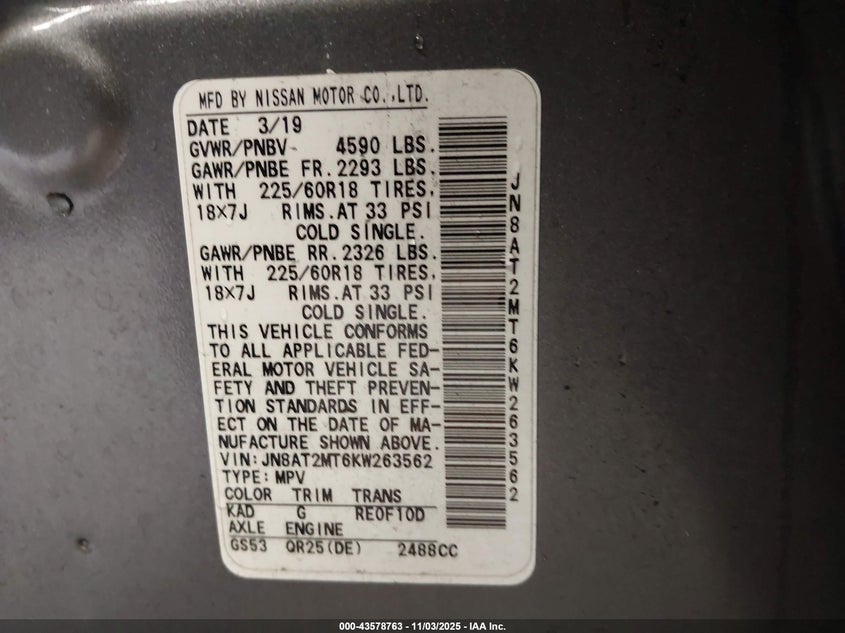 MFD BY NISSAN MOTOR CO.,LTD.
DATE 3/19
GVWR/PNBV 4590 LBS.
GAWR/PNBE FR. 2293 LBS.
WITH 225/60R18 TIRES.
18×7J RIMS. AT 33 PSI
COLD SINGLE.
GAWR/PNBE RR. 2326 LBS.
WITH 225/60R18 TIRES.
18×7J RIMS. AT 33 PSI
COLD SINGLE.
THIS VEHICLE CONFORMS
TO ALL APPLICABLE FED-
ERAL MOTOR VEHICLE SA-
FETY AND THEFT PREVEN-
TION STANDARDS IN EFF-
ECT ON THE DATE OF MA-
NUFACTURE SHOWN ABOVE.
VIN: JN8AT2MT6KW263562
TYPE: MPV
COLOR TRIM TRANS
KAD G RE0F10D
AXLE ENGINE
GS53 QR25(DE) 2488CC
JN8AT2MT6KW263562
000-43578763 - 11/03/2025 - IAA Inc.